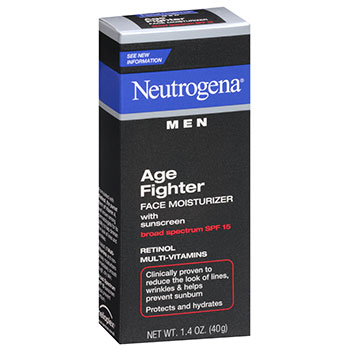 SEE NEW
INFORMATION
Neutrogena®
MEN
Age
Fighter
FACE MOISTURIZER
with
sunscreen
broad spectrum SPF 15
RETINOL
MULTI-VITAMINS
Clinically proven to
reduce the look of lines,
wrinkles & helps
prevent sunburn
Protects and hydrates
NET WT. 1.4 OZ. (40g)